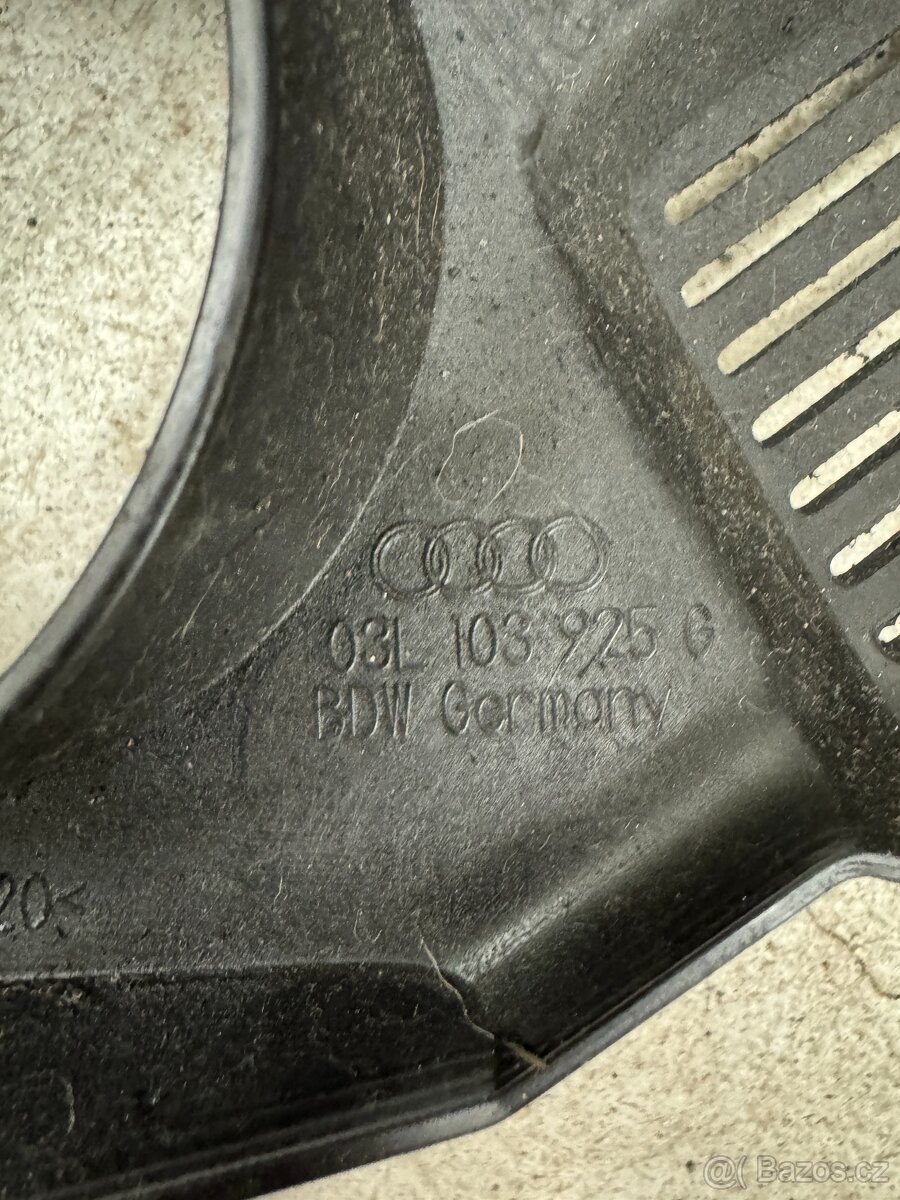 03L 103 925 G
BDW Germany
20<
@ Bazos.cz